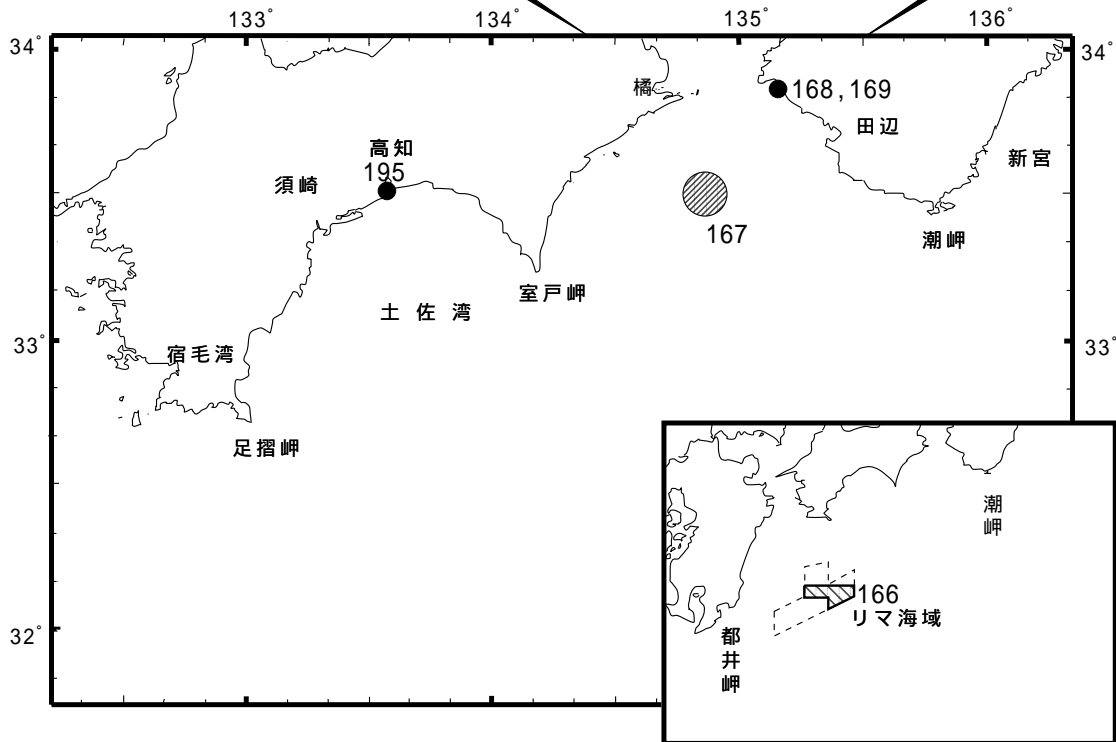 133°
134°
135°
136°
34°
34°
橘
168,169
田辺
高知
195
新宮
須崎
167
潮岬
室戸岬
土佐湾
33°
33°
宿毛湾
足摺岬
潮岬
166
リマ海域
都井岬
32°